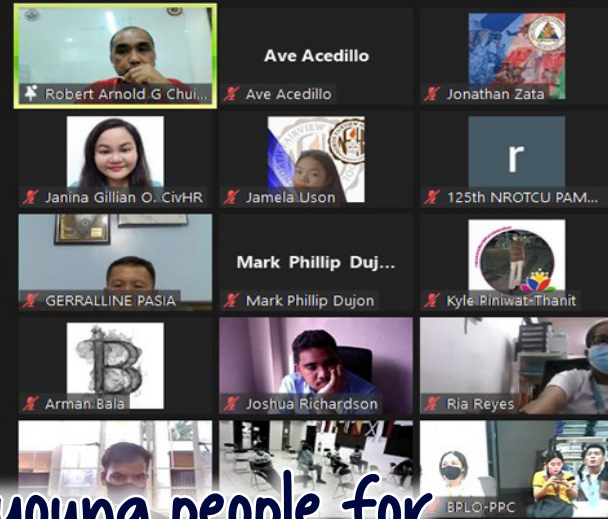 Robert Arnold G Chui...
Ave Acedillo
Ave Acedillo
Jonathan Zata
Janina Gillian O. CivHR
Jamela Uson
r
125th NROTCU PAM...
GERRALLINE PASIA
Mark Phillip Duj...
Mark Phillip Dujon
Kyle Piniwat-Thanit
B
Arman Bala
Joshua Richardson
Ria Reyes
BPLO-PPC
young people for